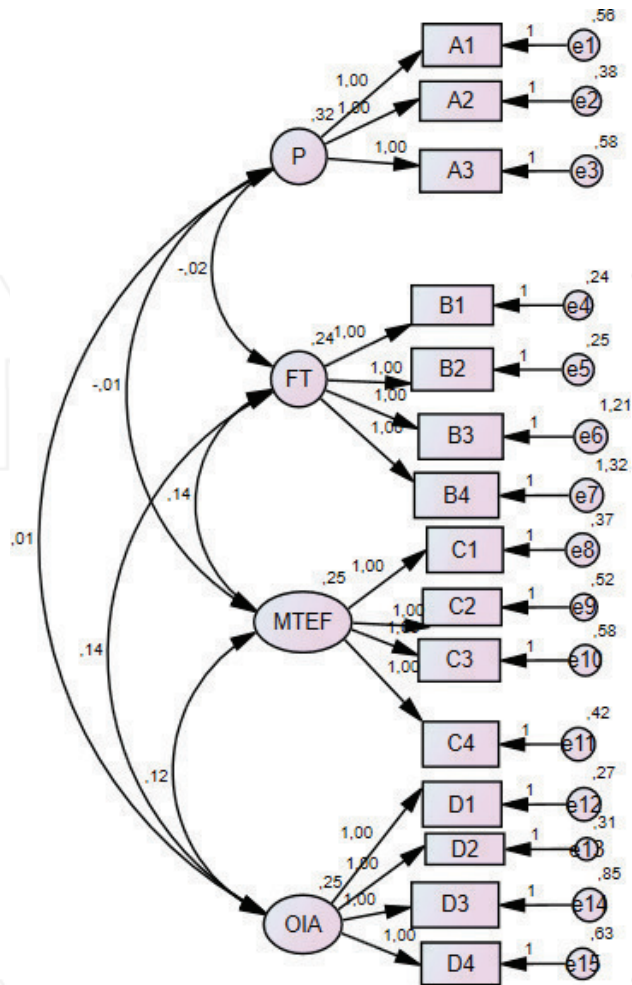 ,56
A1 1 e1
1,00
,38
,32 1,00 A2 1 e2
P 1,00 A3 1 ,58
e3
-,02
,24
B1 1 e4
,24 1,00
,25
FT 1,00 B2 1 e5
1,00
-,01 1,21
1,00 B3 1 e6
1,32
,14 B4 1 e7
,37
,01 C1 1 e8
,25 1,00
,52
MTEF 1,00 C2 1 e9
1,00 ,58
,14 C3 1 e10
1,00
,42
C4 1 e11
,12 ,27
D1 1 e12
1,00 ,31
1,00 D2 1 e13
,25 ,85
1,00 D3 1 e14
OIA ,63
1,00 D4 1 e15